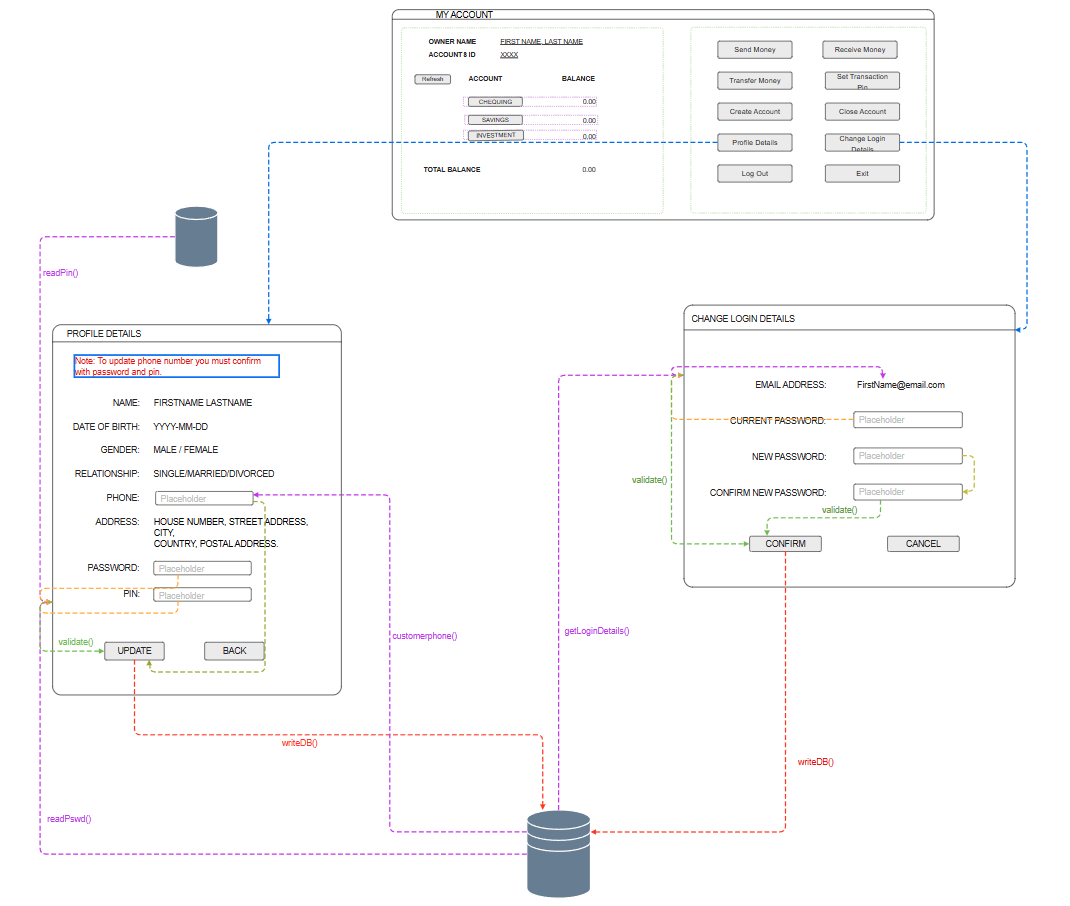 MY ACCOUNT
OWNER NAME FIRST NAME, LAST NAME
ACCOUNT 8 ID XXXX
Refresh ACCOUNT BALANCE
CHEQUING 0.00
SAVINGS 0.00
INVESTMENT 0.00
TOTAL BALANCE 0.00
Send Money Receive Money
Transfer Money Set Transaction
Pin
Create Account Close Account
Profile Details Change Login
Details
Log Out Exit
readPin()
PROFILE DETAILS
Note: To update phone number you must confirm
with password and pin.
NAME: FIRSTNAME LASTNAME
DATE OF BIRTH: YYYY-MM-DD
GENDER: MALE / FEMALE
RELATIONSHIP: SINGLE/MARRIED/DIVORCED
PHONE: Placeholder
ADDRESS: HOUSE NUMBER, STREET ADDRESS,
CITY,
COUNTRY, POSTAL ADDRESS.
PASSWORD: Placeholder
PIN: Placeholder
validate()
UPDATE BACK
CHANGE LOGIN DETAILS
EMAIL ADDRESS: FirstName@email.com
CURRENT PASSWORD: Placeholder
NEW PASSWORD: Placeholder
validate()
CONFIRM NEW PASSWORD: Placeholder
validate()
CONFIRM CANCEL
customerphone()
getLoginDetails()
writeDB()
writeDB()
readPswd()